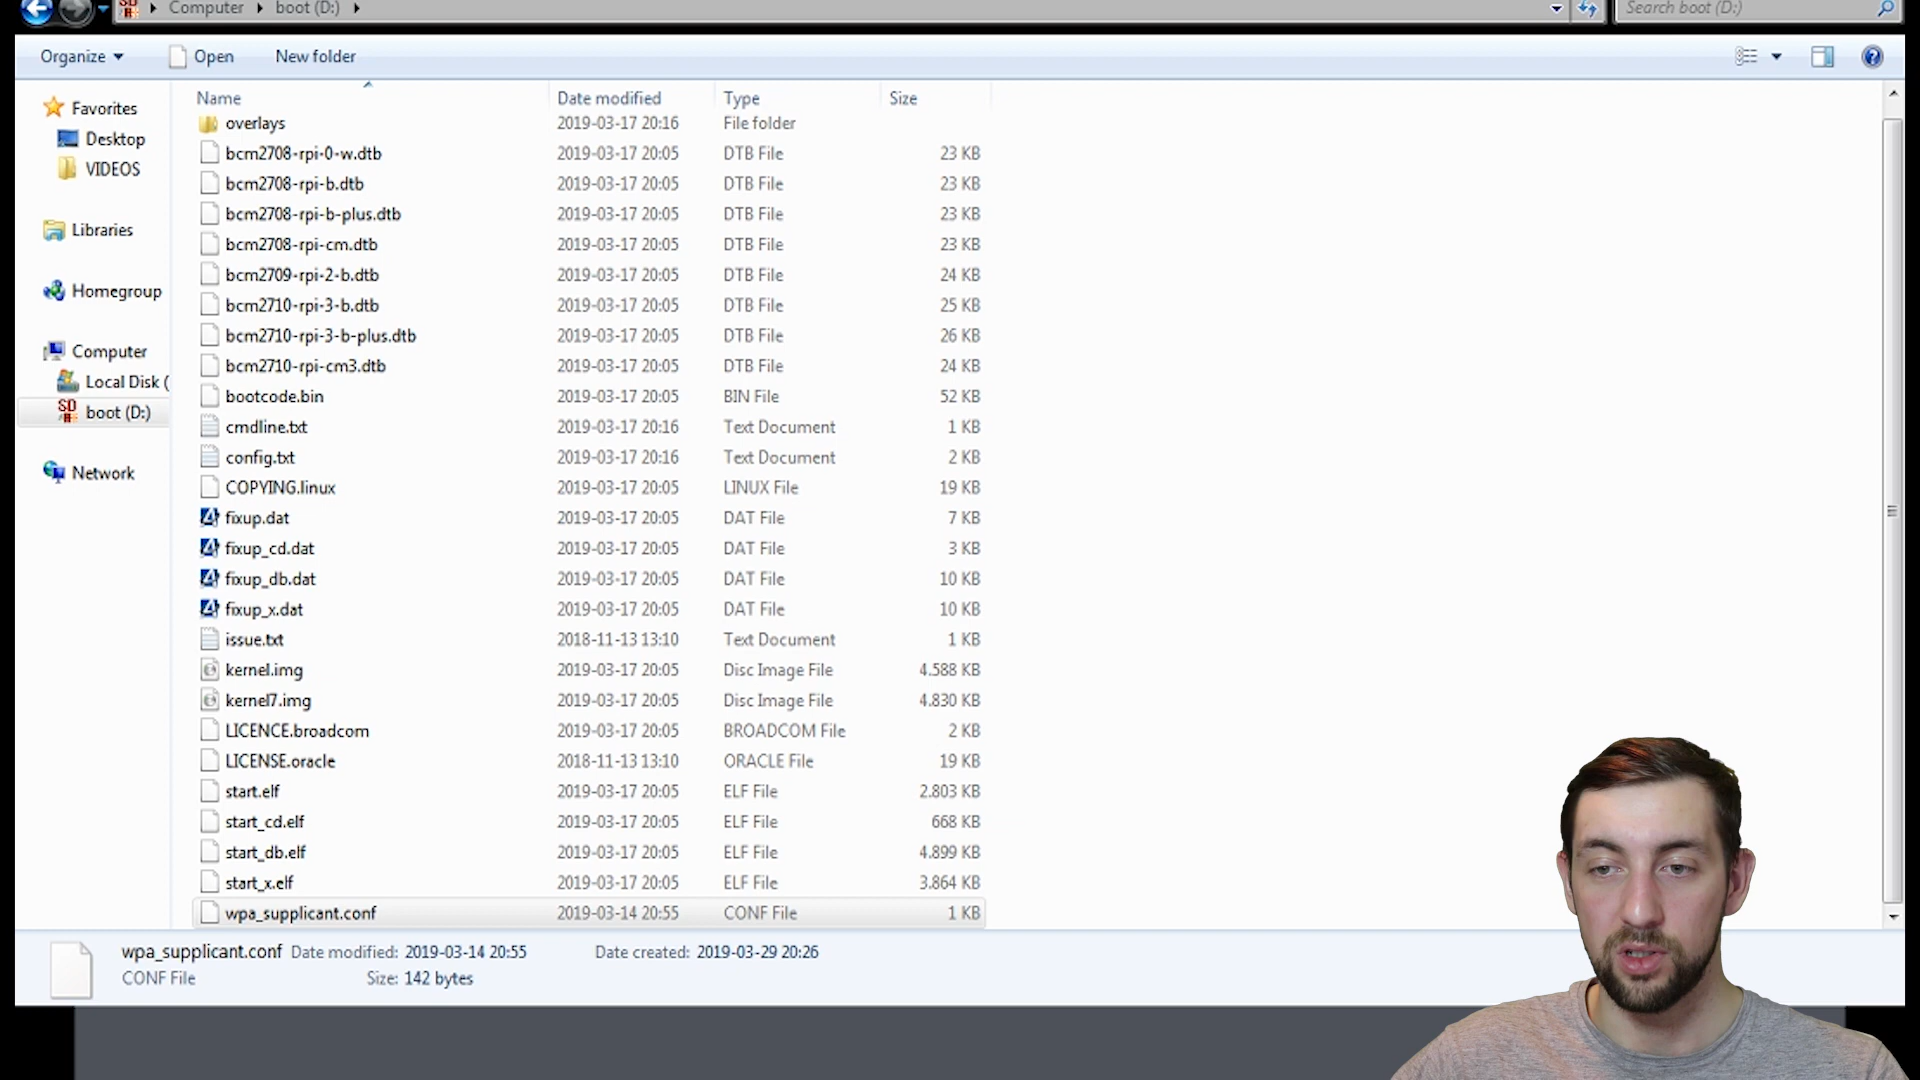 Computer boot (D:) Search boot (D:)
Organize Open New folder
Name Date modified Type Size
Favorites
Desktop
VIDEOS
Libraries
Homegroup
Computer
Local Disk (
boot (D:)
Network
overlays 2019-03-17 20:16 File folder
bcm2708-rpi-0-w.dtb 2019-03-17 20:05 DTB File 23 KB
bcm2708-rpi-b.dtb 2019-03-17 20:05 DTB File 23 KB
bcm2708-rpi-b-plus.dtb 2019-03-17 20:05 DTB File 23 KB
bcm2708-rpi-cm.dtb 2019-03-17 20:05 DTB File 23 KB
bcm2709-rpi-2-b.dtb 2019-03-17 20:05 DTB File 24 KB
bcm2710-rpi-3-b.dtb 2019-03-17 20:05 DTB File 25 KB
bcm2710-rpi-3-b-plus.dtb 2019-03-17 20:05 DTB File 26 KB
bcm2710-rpi-cm3.dtb 2019-03-17 20:05 DTB File 24 KB
bootcode.bin 2019-03-17 20:05 BIN File 52 KB
cmdline.txt 2019-03-17 20:16 Text Document 1 KB
config.txt 2019-03-17 20:16 Text Document 2 KB
COPYING.linux 2019-03-17 20:05 LINUX File 19 KB
fixup.dat 2019-03-17 20:05 DAT File 7 KB
fixup_cd.dat 2019-03-17 20:05 DAT File 3 KB
fixup_db.dat 2019-03-17 20:05 DAT File 10 KB
fixup_x.dat 2019-03-17 20:05 DAT File 10 KB
issue.txt 2018-11-13 13:10 Text Document 1 KB
kernel.img 2019-03-17 20:05 Disc Image File 4.588 KB
kernel7.img 2019-03-17 20:05 Disc Image File 4.830 KB
LICENCE.broadcom 2019-03-17 20:05 BROADCOM File 2 KB
LICENSE.oracle 2018-11-13 13:10 ORACLE File 19 KB
start.elf 2019-03-17 20:05 ELF File 2.803 KB
start_cd.elf 2019-03-17 20:05 ELF File 668 KB
start_db.elf 2019-03-17 20:05 ELF File 4.899 KB
start_x.elf 2019-03-17 20:05 ELF File 3.864 KB
wpa_supplicant.conf 2019-03-14 20:55 CONF File 1 KB
wpa_supplicant.conf Date modified: 2019-03-14 20:55 Date created: 2019-03-29 20:26
CONF File Size: 142 bytes